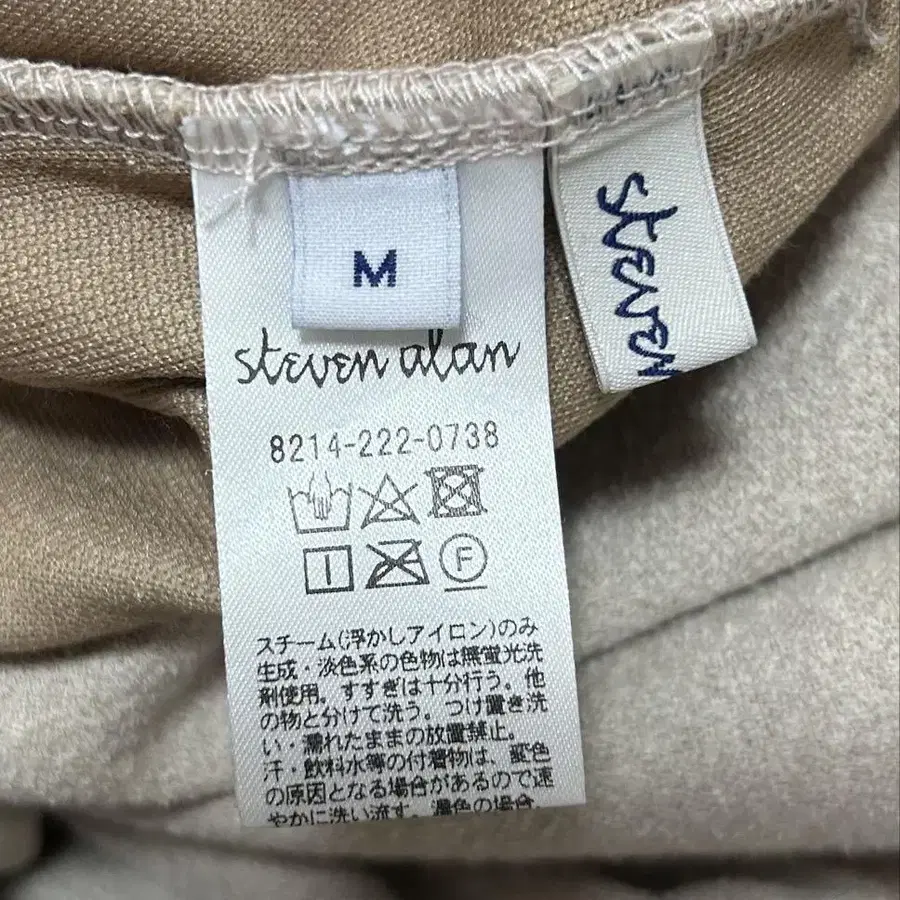 M
steven
steven alan
8214-222-0738
F
スチーム(浮かしアイロン)のみ
生成・淡色系の色物は無蛍光洗
剤使用。すすぎは十分行う。他
の物と分けて洗う。つけ置き洗
い・濡れたままの放置禁止。
汗・飲料水等の付着物は、変色
の原因となる場合があるので速
やかに洗い流す。濃色の場合、